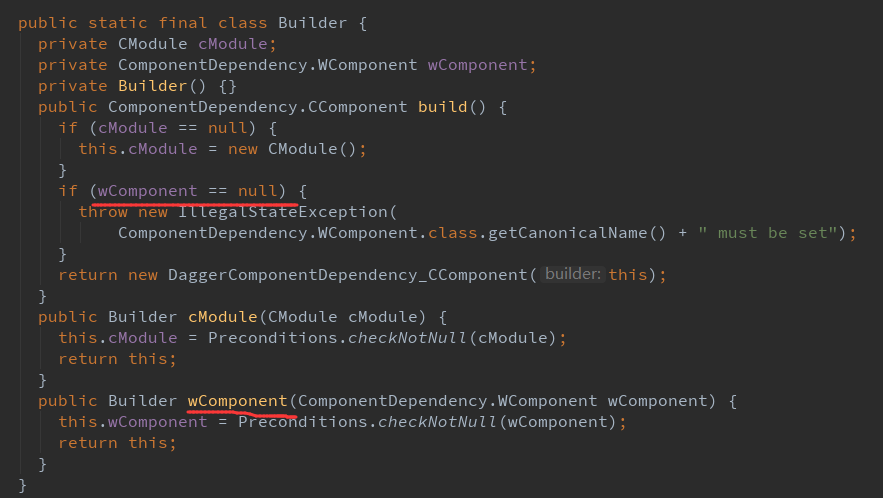 public static final class Builder {
  private CModule cModule;
  private ComponentDependency.WComponent wComponent;
  private Builder() {}
  public ComponentDependency.CComponent build() {
    if (cModule == null) {
      this.cModule = new CModule();
    }
    if (wComponent == null) {
      throw new IllegalStateException(
          ComponentDependency.WComponent.class.getCanonicalName() + " must be set");
    }
    return new DaggerComponentDependency_CComponent( builder: this);
  }
  public Builder cModule(CModule cModule) {
    this.cModule = Preconditions.checkNotNull(cModule);
    return this;
  }
  public Builder wComponent(ComponentDependency.WComponent wComponent) {
    this.wComponent = Preconditions.checkNotNull(wComponent);
    return this;
  }
}